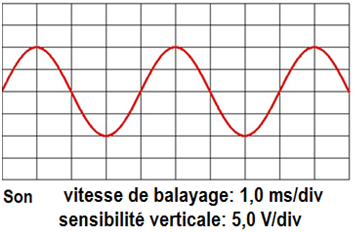 Son vitesse de balayage: 1,0 ms/div
sensibilité verticale: 5,0 V/div